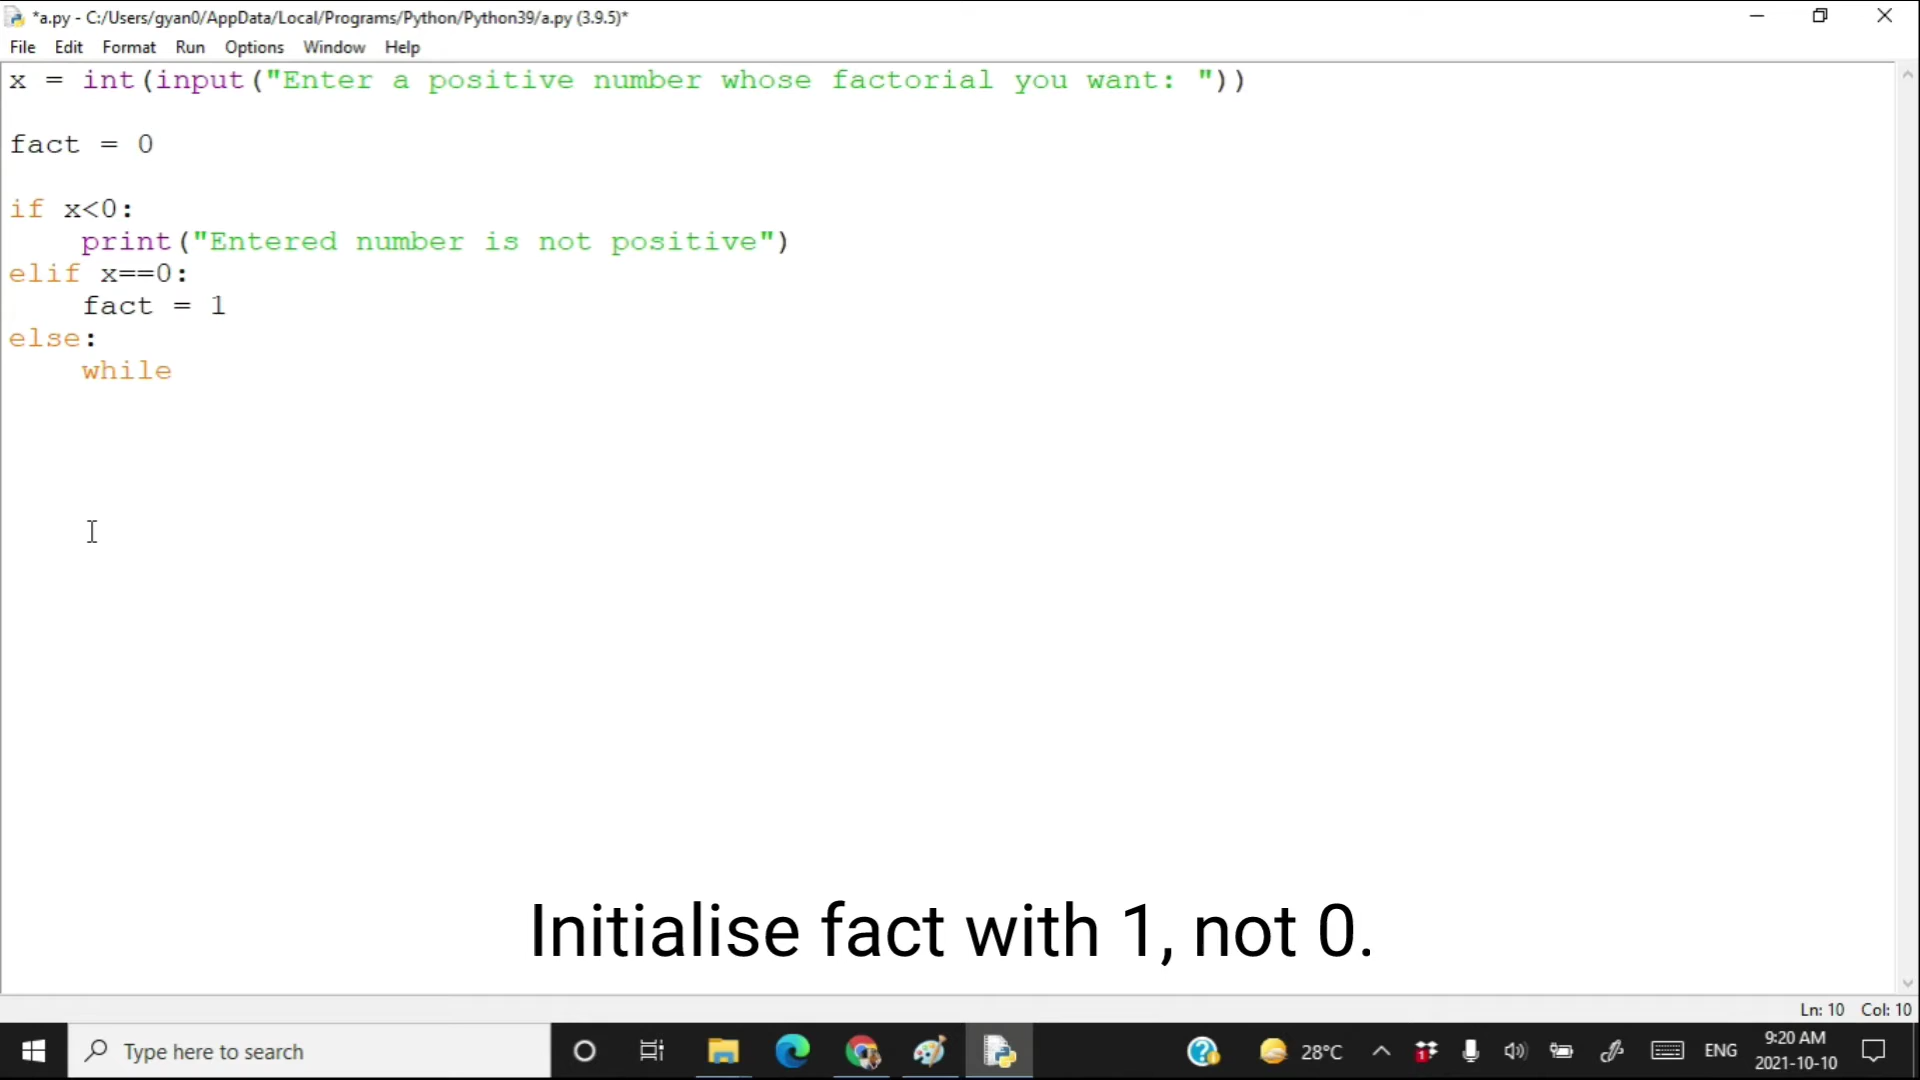 *a.py - C:/Users/gyan0/AppData/Local/Programs/Python/Python39/a.py (3.9.5)*
File Edit Format Run Options Window Help
x = int(input("Enter a positive number whose factorial you want: "))
fact = 0
if x<0:
    print("Entered number is not positive")
elif x==0:
    fact = 1
else:
    while
Initialise fact with 1, not 0.
Ln: 10 Col: 10
Type here to search
1
28°C
ENG
9:20 AM
2021-10-10